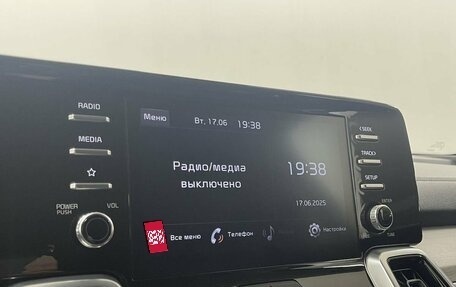 RADIO
MEDIA
POWER
PUSH
VOL
Меню
Вт, 17.06
19:38
Радио/медиа
выключено
19:38
17.06.2025
Все меню
Телефон
Настройки
<SEEK
TRACK>
SETUP
ENTER
TUNE